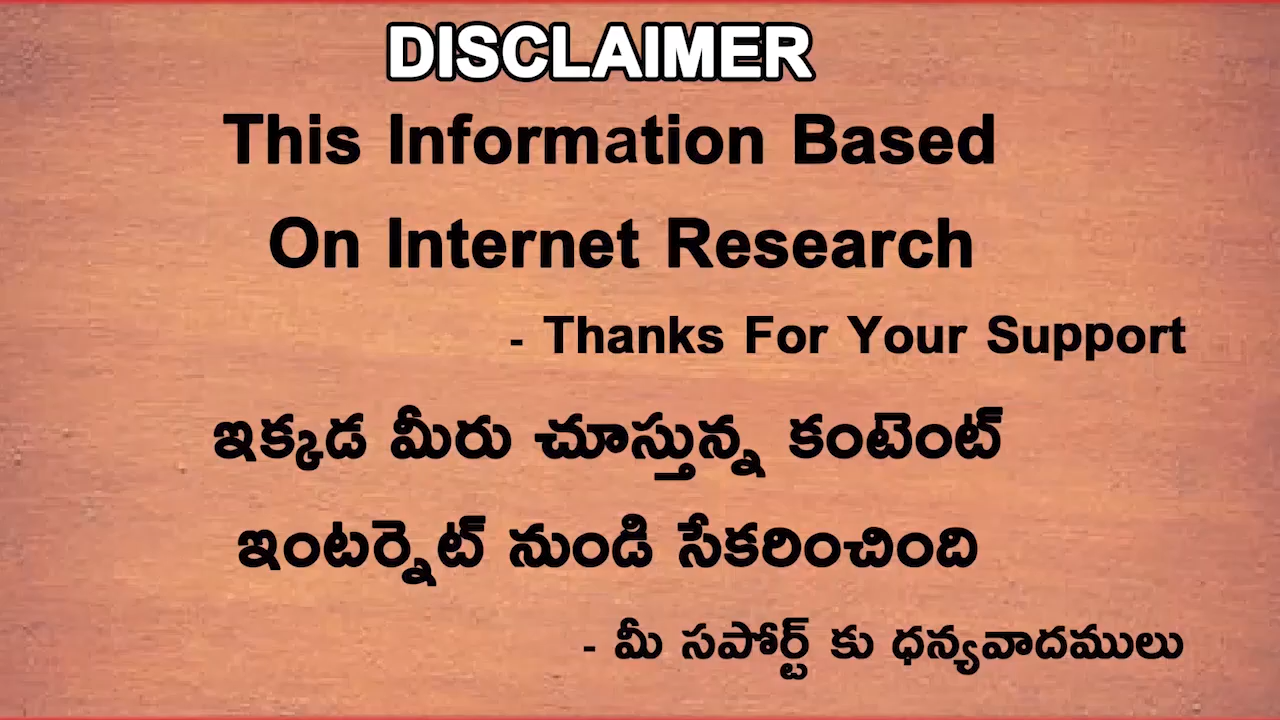 DISCLAIMER
This Information Based
On Internet Research
- Thanks For Your Support
ఇక్కడ మీరు చూస్తున్న కంటెంట్
ఇంటర్నెట్ నుండి సేకరించింది
- మీ సపోర్ట్ కు ధన్యవాదములు